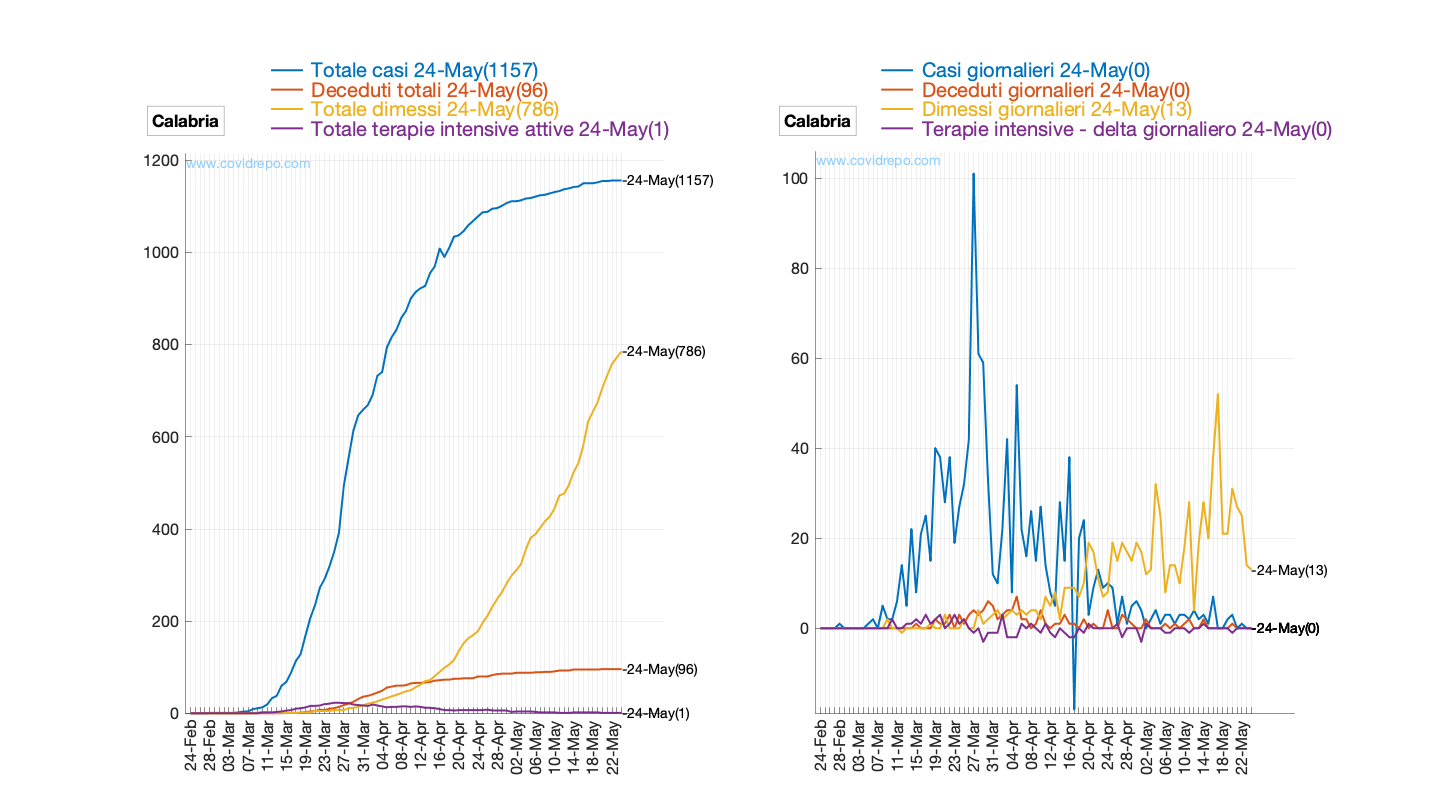 Totale casi 24-May(1157)
Deceduti totali 24-May(96)
Totale dimessi 24-May(786)
Totale terapie intensive attive 24-May(1)
Calabria
www.covidrepo.com
1200
1000
800
600
400
200
0
-24-May(1157)
-24-May(786)
-24-May(96)
-24-May(1)
24-Feb
28-Feb
03-Mar
07-Mar
11-Mar
15-Mar
19-Mar
23-Mar
27-Mar
31-Mar
04-Apr
08-Apr
12-Apr
16-Apr
20-Apr
24-Apr
28-Apr
02-May
06-May
10-May
14-May
18-May
22-May
Casi giornalieri 24-May(0)
Deceduti giornalieri 24-May(0)
Dimessi giornalieri 24-May(13)
Terapie intensive - delta giornaliero 24-May(0)
Calabria
www.covidrepo.com
100
80
60
40
20
0
-24-May(13)
-24-May(0)
24-Feb
28-Feb
03-Mar
07-Mar
11-Mar
15-Mar
19-Mar
23-Mar
27-Mar
31-Mar
04-Apr
08-Apr
12-Apr
16-Apr
20-Apr
24-Apr
28-Apr
02-May
06-May
10-May
14-May
18-May
22-May